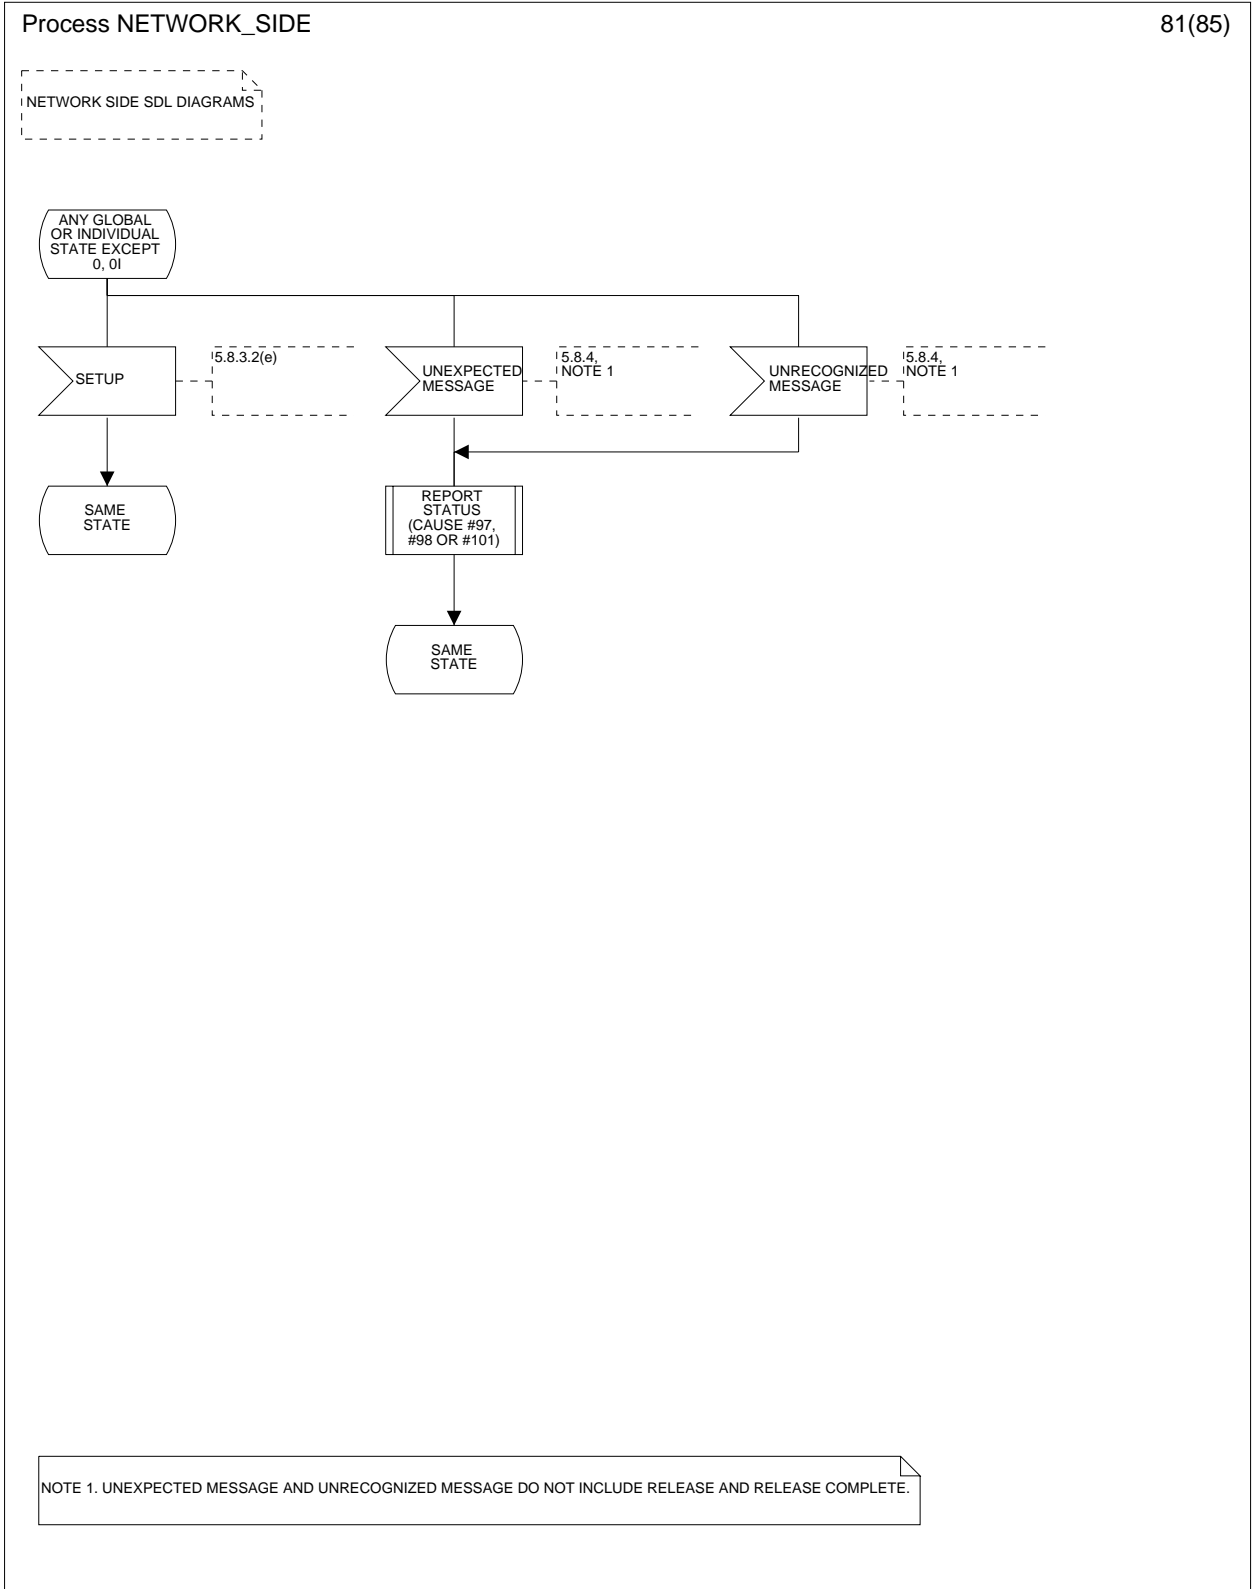 Process NETWORK_SIDE
81(85)
NETWORK SIDE SDL DIAGRAMS
ANY GLOBAL
OR INDIVIDUAL
STATE EXCEPT
0, 0I
SETUP
5.8.3.2(e)
UNEXPECTED
MESSAGE
5.8.4,
NOTE 1
UNRECOGNIZED
MESSAGE
5.8.4,
NOTE 1
SAME
STATE
REPORT
STATUS
(CAUSE #97,
#98 OR #101)
SAME
STATE
NOTE 1. UNEXPECTED MESSAGE AND UNRECOGNIZED MESSAGE DO NOT INCLUDE RELEASE AND RELEASE COMPLETE.